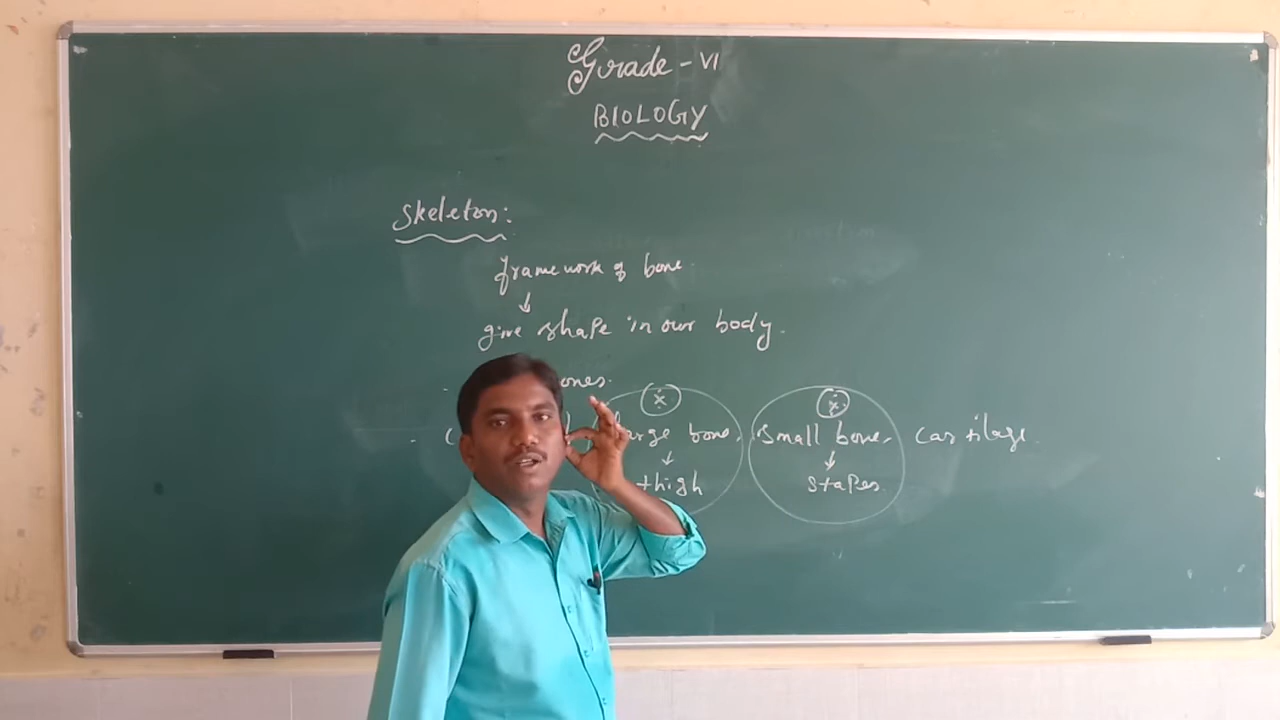 Grade - VI
BIOLOGY
Skeleton:
framework of bone.
give shape in our body.
bones.
large bone, small bone, cartilage.
thigh stapes.